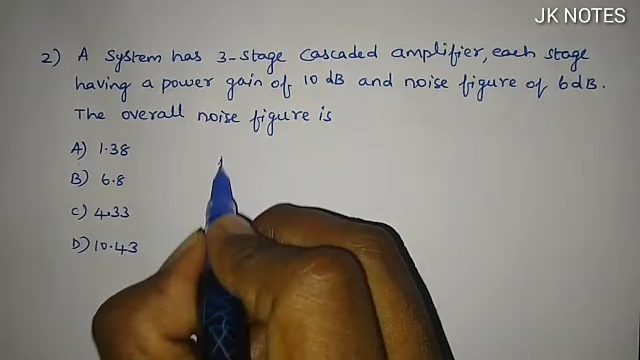 JK NOTES
2) A System has 3-stage cascaded amplifier, each stage
having a power gain of 10 dB and noise figure of 6dB.
The overall noise figure is
A) 1.38
B) 6.8
C) 4.33
D) 10.43